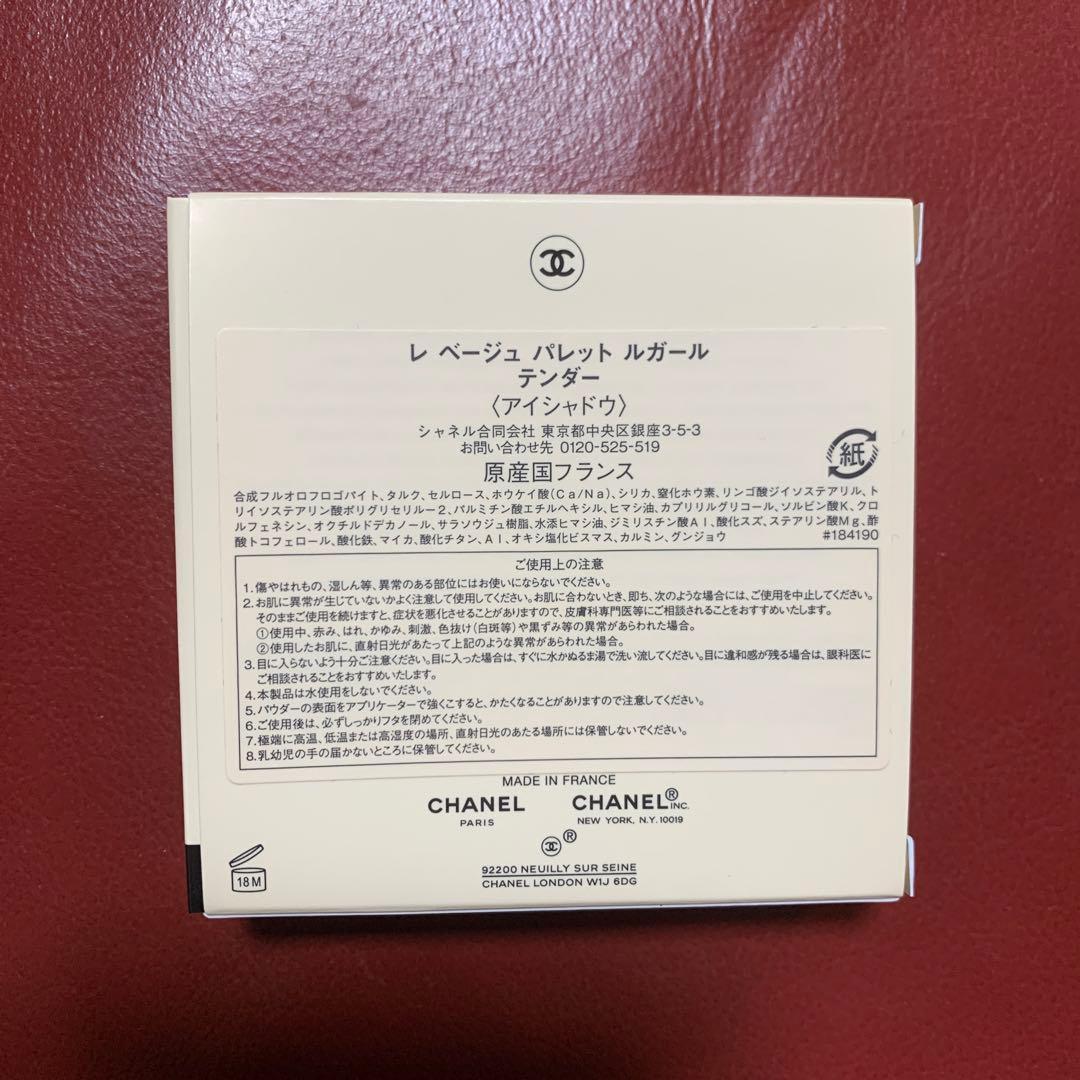 レ ベージュ パレット ルガール
テンダー
〈アイシャドウ〉
シャネル合同会社 東京都中央区銀座3-5-3
お問い合わせ先 0120-525-519
原産国フランス
紙
合成フルオロフロゴパイト、タルク、セルロース、ホウケイ酸(Ca/Na)、シリカ、窒化ホウ素、リンゴ酸ジイソステアリル、ト
リイソステアリン酸ポリグリセリル-2、パルミチン酸エチルヘキシル、ヒマシ油、カプリリルグリコール、ソルビン酸K、クロ
ルフェネシン、オクチルドデカノール、サラソウジュ樹脂、水添ヒマシ油、ジミリスチン酸Al、酸化スズ、ステアリン酸Mg、酢
酸トコフェロール、酸化鉄、マイカ、酸化チタン、Al、オキシ塩化ビスマス、カルミン、グンジョウ #184190
ご使用上の注意
1.傷やはれもの、湿しん等、異常のある部位にはお使いにならないでください。
2.お肌に異常が生じていないかよく注意して使用してください。お肌に合わないとき、即ち、次のような場合には、ご使用を中止してください。
そのままご使用を続けますと、症状を悪化させることがありますので、皮膚科専門医等にご相談されることをおすすめいたします。
①使用中、赤み、はれ、かゆみ、刺激、色抜け(白斑等)や黒ずみ等の異常があらわれた場合。
②使用したお肌に、直射日光があたって上記のような異常があらわれた場合。
3.目に入らないよう十分ご注意ください。目に入った場合は、すぐに水かぬるま湯で洗い流してください。目に違和感が残る場合は、眼科医に
ご相談されることをおすすめいたします。
4.本製品は水使用をしないでください。
5.パウダーの表面をアプリケーターで強くこすると、かたくなることがありますので注意してください。
6.ご使用後は、必ずしっかりフタを閉めてください。
7.極端に高温、低温または高湿度の場所、直射日光のあたる場所には保管しないでください。
8.乳幼児の手の届かないところに保管してください。
MADE IN FRANCE
CHANEL CHANEL® INC.
PARIS NEW YORK, N.Y. 10019
®
92200 NEUILLY SUR SEINE
CHANEL LONDON W1J 6DG
18 M